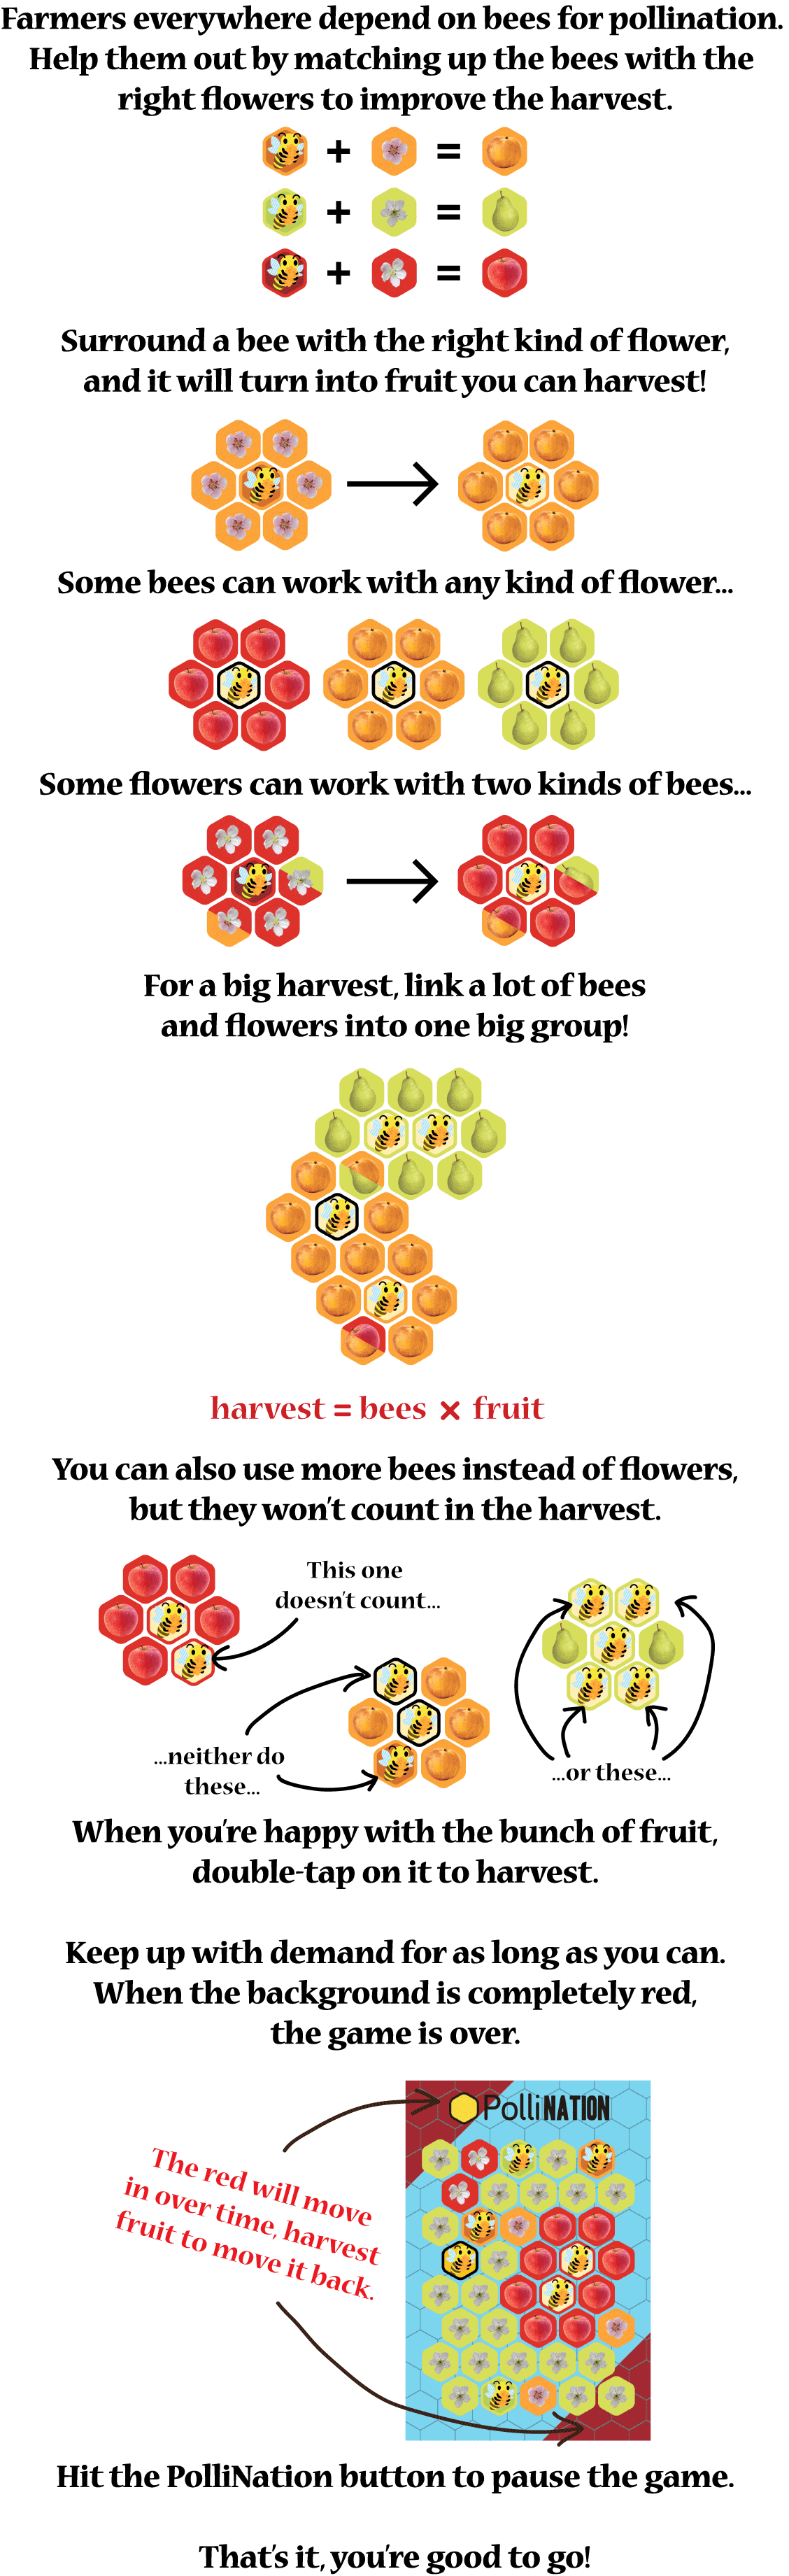 Farmers everywhere depend on bees for pollination.
Help them out by matching up the bees with the
right flowers to improve the harvest.
+ =
+ =
+ =
Surround a bee with the right kind of flower,
and it will turn into fruit you can harvest!
Some bees can work with any kind of flower...
Some flowers can work with two kinds of bees...
For a big harvest, link a lot of bees
and flowers into one big group!
harvest = bees × fruit
You can also use more bees instead of flowers,
but they won't count in the harvest.
This one
doesn't count...
...neither do
these...
...or these...
When you're happy with the bunch of fruit,
double-tap on it to harvest.
Keep up with demand for as long as you can.
When the background is completely red,
the game is over.
PolliNATION
The red will move
in over time, harvest
fruit to move it back.
Hit the PolliNation button to pause the game.
That's it, you're good to go!